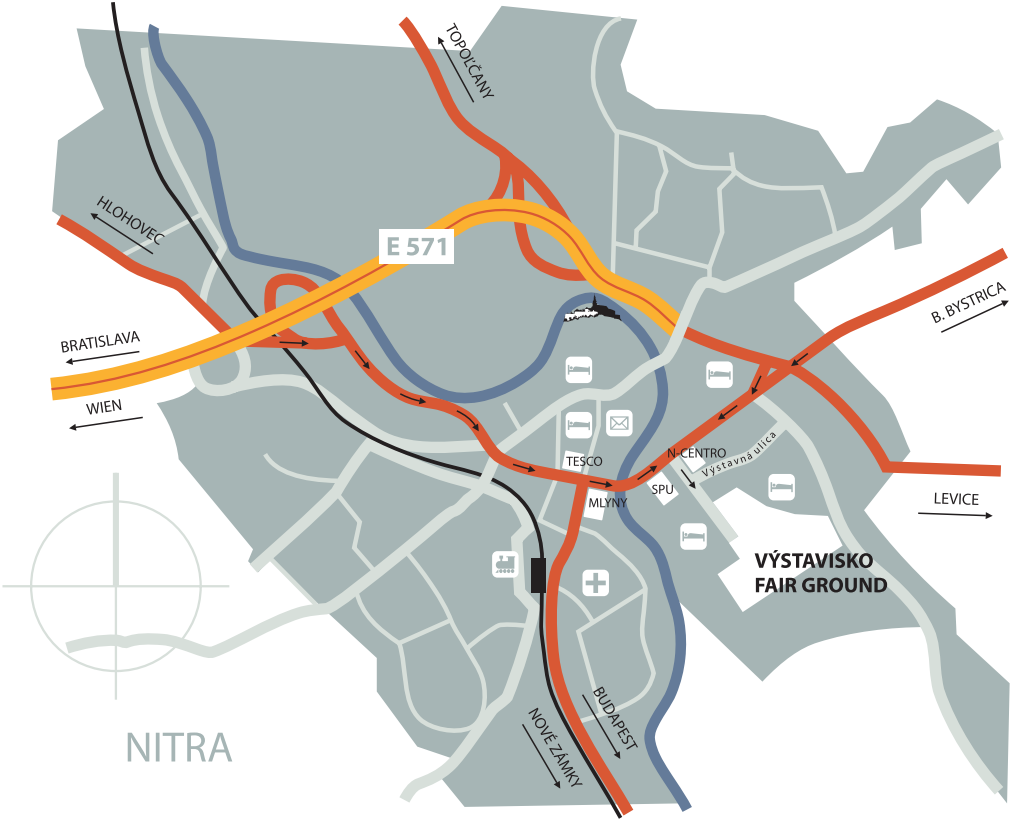 TOPOĽČANY
HLOHOVEC
E 571
B. BYSTRICA
BRATISLAVA
WIEN
TESCO
N-CENTRO
Výstavná ulica
MLYNY
SPU
LEVICE
VÝSTAVISKO
FAIR GROUND
BUDAPEST
NOVÉ ZÁMKY
NITRA